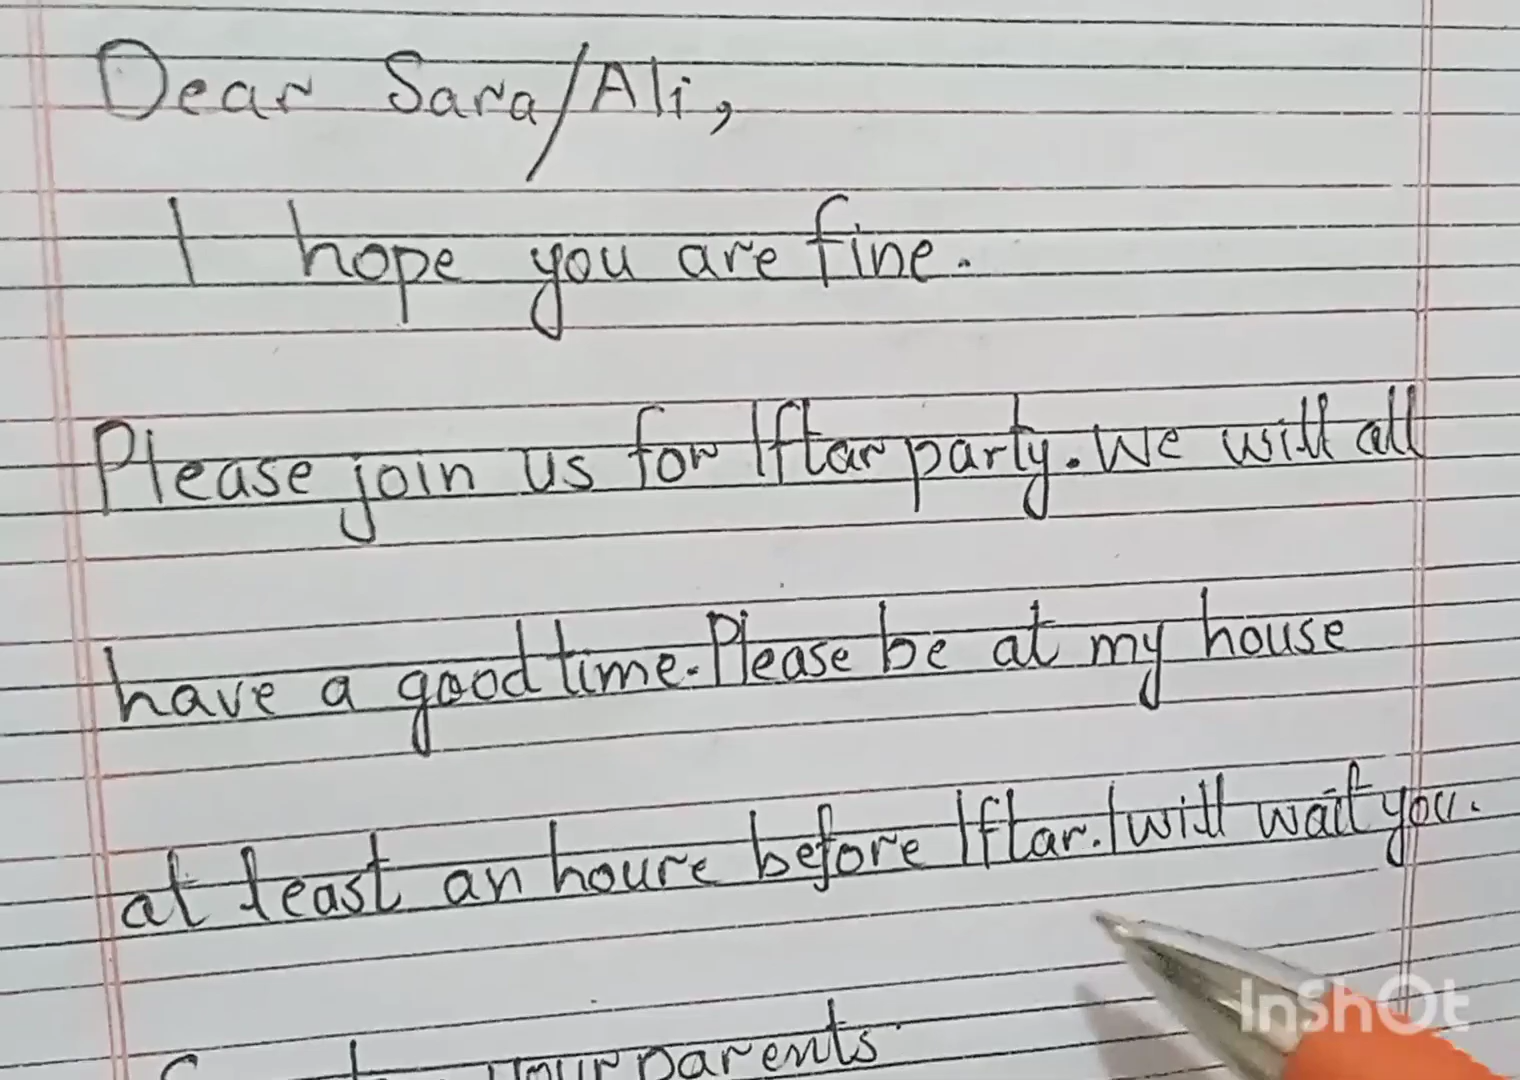 Dear Sara/Ali,
I hope you are fine.
Please join us for Iftar party. We will all
have a good time. Please be at my house
at least an houre before Iftar. I will wait you.
your parents
InShOt